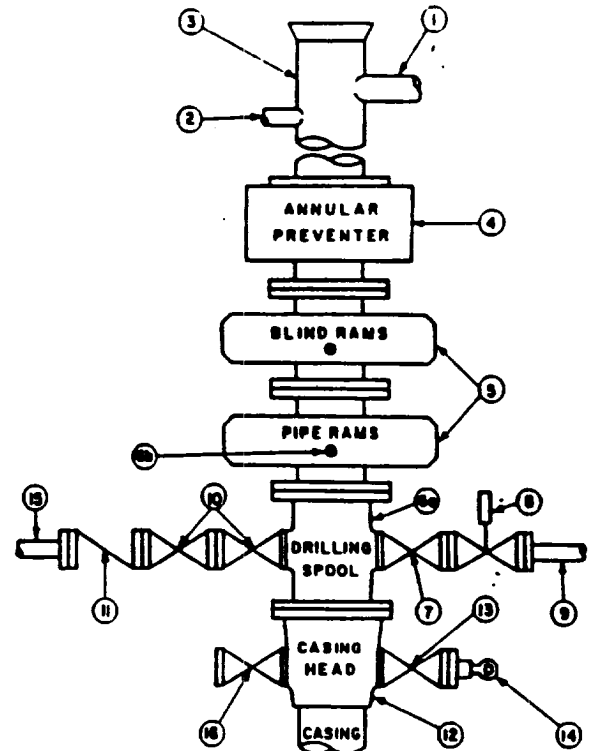 3
1
2
ANNULAR
PREVENTER
4
BLIND RAMS
5
PIPE RAMS
6b
15
10
6a
8
DRILLING
SPOOL
11
7
9
13
CASING
HEAD
16
12
14
CASING